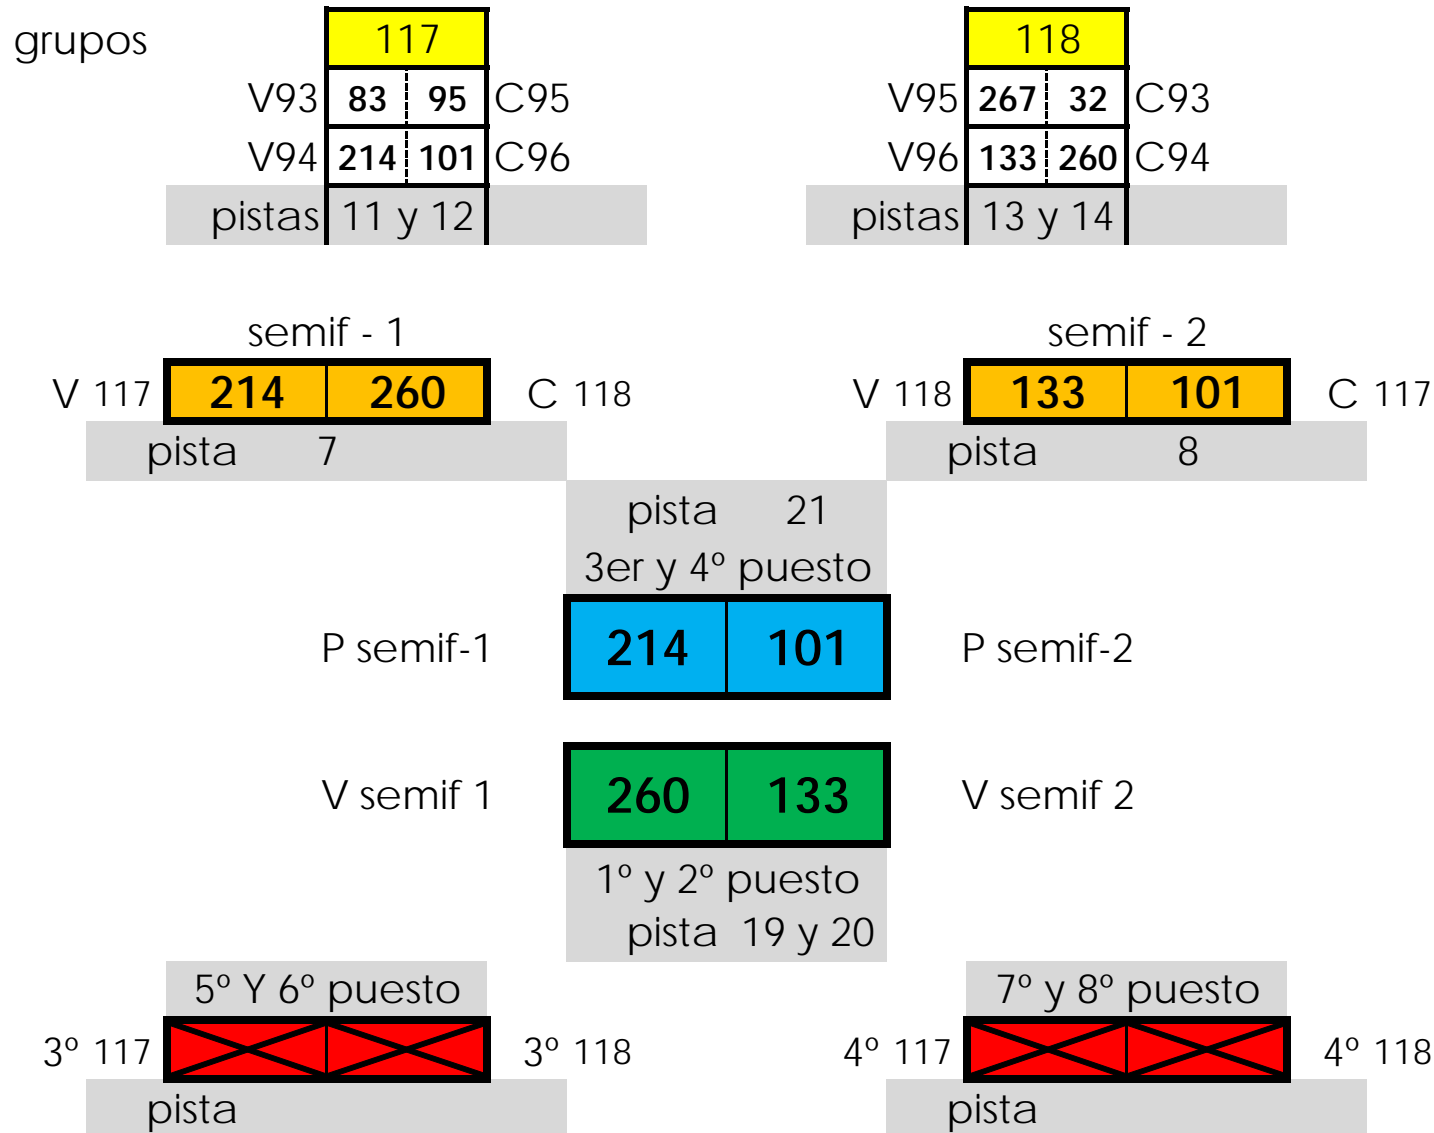 grupos 117 118
V93 83 95 C95 V95 267 32 C93
V94 214 101 C96 V96 133 260 C94
pistas 11 y 12 pistas 13 y 14
semif - 1 semif - 2
V 117 214 260 C 118 V 118 133 101 C 117
pista 7 pista 8
pista 21
3er y 4º puesto
P semif-1 214 101 P semif-2
V semif 1 260 133 V semif 2
1º y 2º puesto
pista 19 y 20
5º Y 6º puesto 7º y 8º puesto
3º 117 3º 118 4º 117 4º 118
pista pista